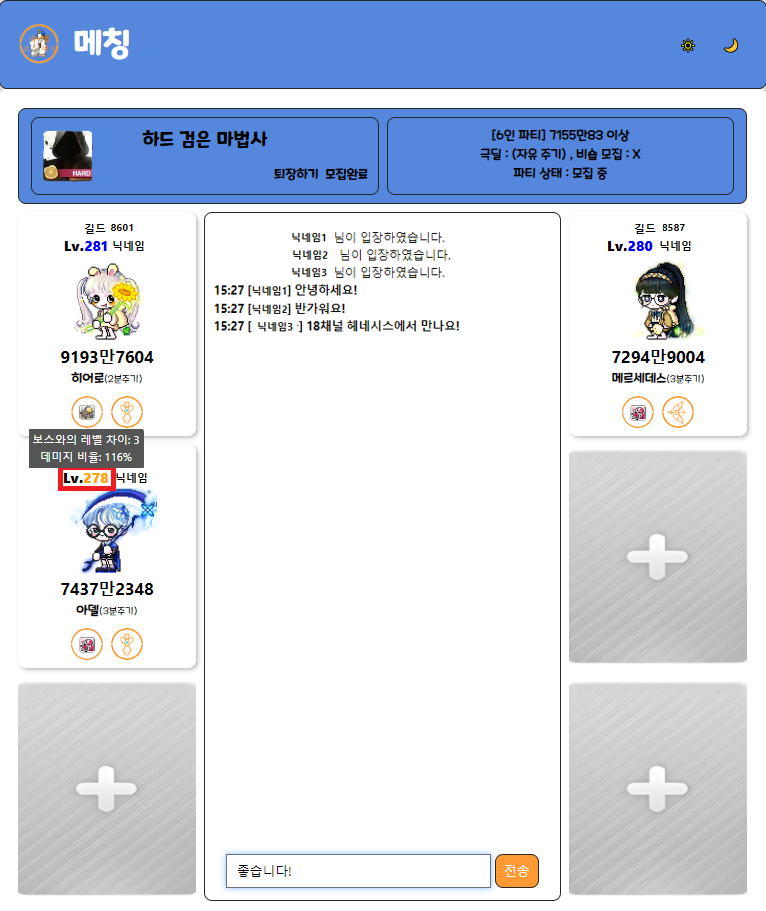 메칭
하드 검은 마법사
HARD
퇴장하기 모집완료
[6인 파티] 7155만83 이상
극딜 : (자유 주기) , 비숍 모집 : X
파티 상태 : 모집 중
길드 8601
Lv.281 닉네임
9193만7604
히어로(2분주기)
보스와의 레벨 차이: 3
데미지 비율: 116%
Lv.278 닉네임
7437만2348
아델(3분주기)
닉네임1 님이 입장하였습니다.
닉네임2 님이 입장하였습니다.
닉네임3 님이 입장하였습니다.
15:27 [닉네임1] 안녕하세요!
15:27 [닉네임2] 반가워요!
15:27 [ 닉네임3 ·] 18채널 헤네시스에서 만나요!
좋습니다!
전송
길드 8587
Lv.280 닉네임
7294만9004
메르세데스(3분주기)